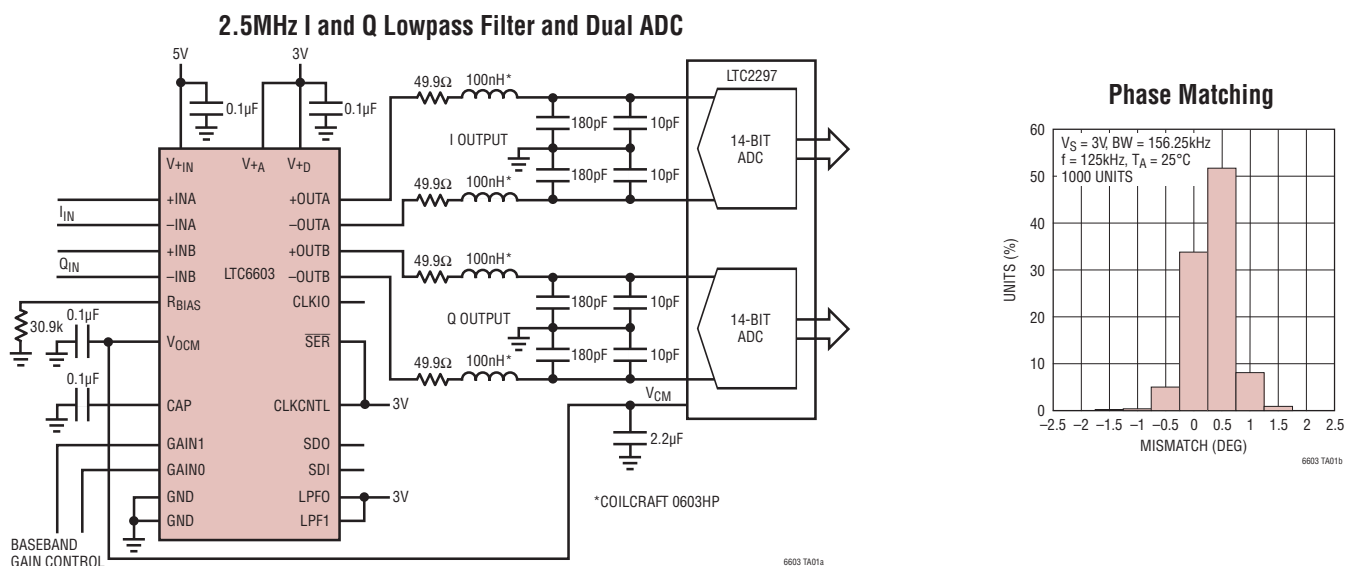 2.5MHz I and Q Lowpass Filter and Dual ADC
5V
3V
0.1µF
0.1µF
V+IN
V+A
V+D
+INA
–INA
+INB
–INB
RBIAS
VOCM
CAP
GAIN1
GAIN0
GND
GND
LTC6603
+OUTA
–OUTA
+OUTB
–OUTB
CLKIO
SER
CLKCNTL
SDO
SDI
LPF0
LPF1
IIN
QIN
30.9k
0.1µF
0.1µF
BASEBAND
GAIN CONTROL
3V
3V
49.9Ω
100nH*
180pF
10pF
I OUTPUT
180pF
10pF
49.9Ω
100nH*
49.9Ω
100nH*
180pF
10pF
Q OUTPUT
180pF
10pF
49.9Ω
100nH*
LTC2297
14-BIT
ADC
14-BIT
ADC
VCM
2.2µF
*COILCRAFT 0603HP
6603 TA01a
Phase Matching
VS = 3V, BW = 156.25kHz
f = 125kHz, TA = 25°C
1000 UNITS
UNITS (%)
60
50
40
30
20
10
0
–2.5 –2 –1.5 –1 –0.5 0 0.5 1 1.5 2 2.5
MISMATCH (DEG)
6603 TA01b